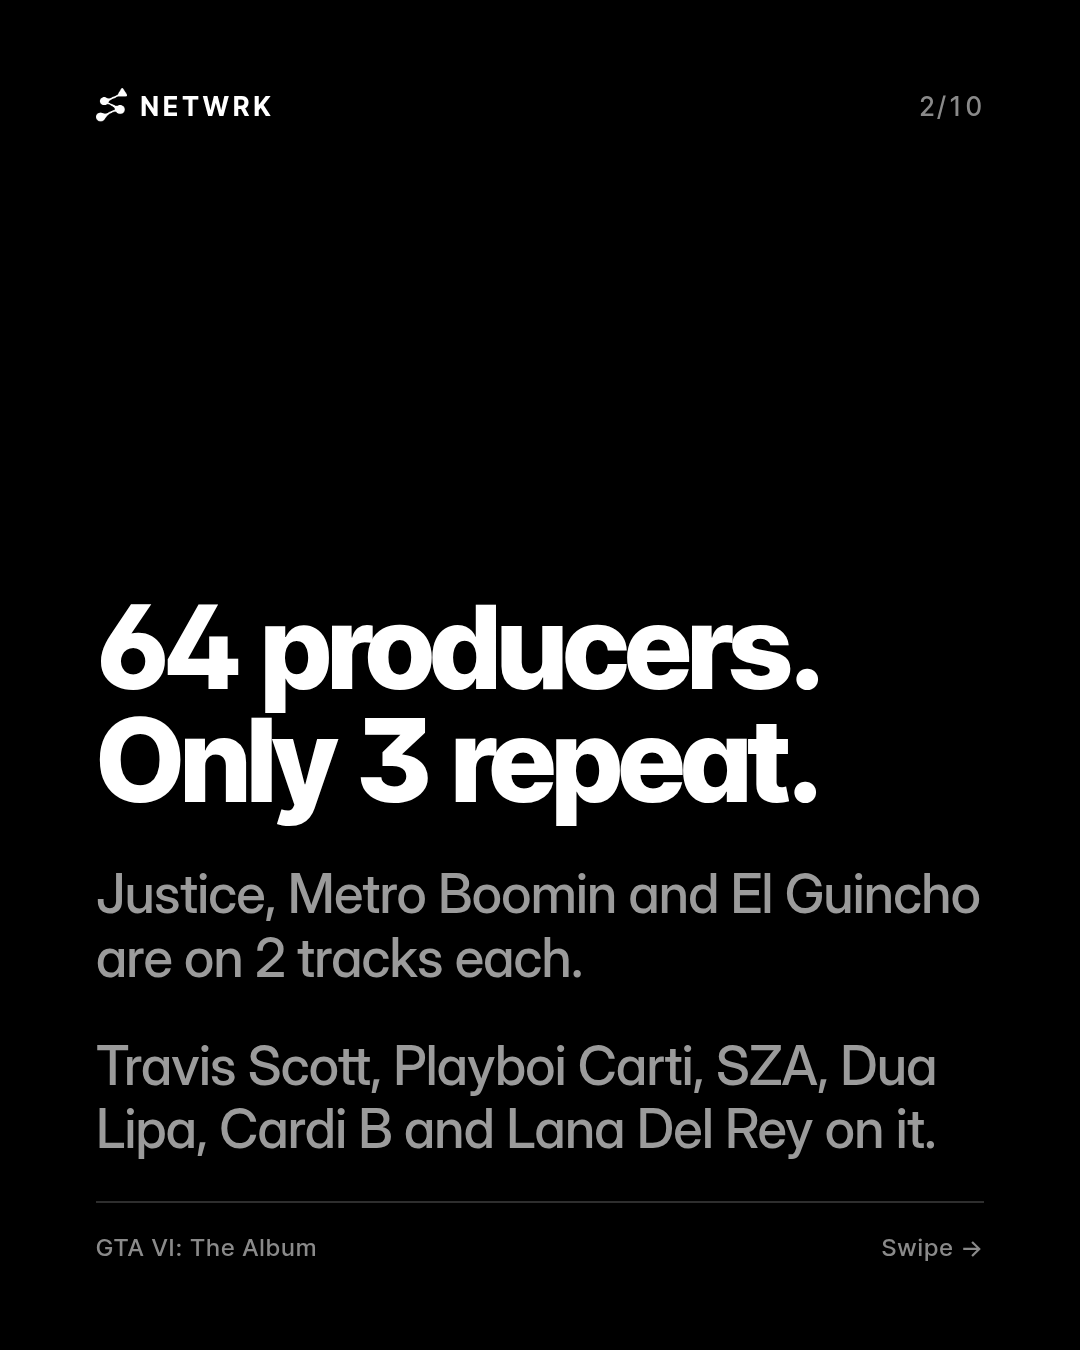 NETWRK
2/10
64 producers.
Only 3 repeat.
Justice, Metro Boomin and El Guincho
are on 2 tracks each.
Travis Scott, Playboi Carti, SZA, Dua
Lipa, Cardi B and Lana Del Rey on it.
GTA VI: The Album
Swipe →